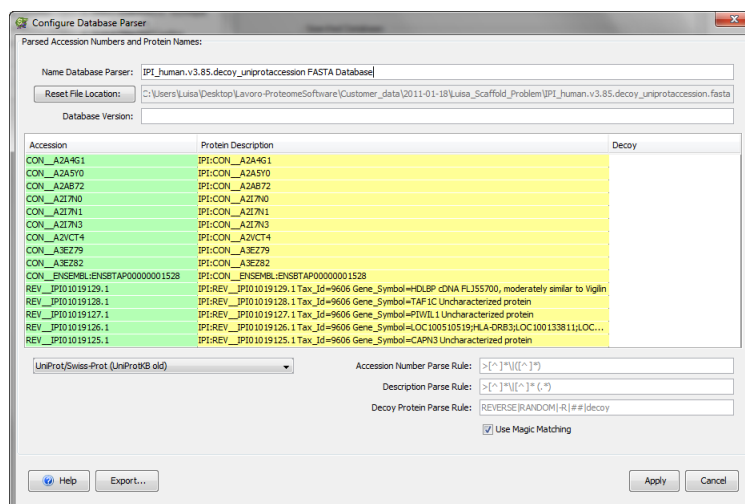 Configure Database Parser
Parsed Accession Numbers and Protein Names:
Name Database Parser: IPI_human.v3.85.decoy_uniprotaccession FASTA Database
Reset File Location: C:\Users\Luisa\Desktop\Lavoro-ProteomeSoftware\Customer_data\2011-01-18\Luisa_Scaffold_Problem\IPI_human.v3.85.decoy_uniprotaccession.fasta
Database Version:
Accession Protein Description Decoy
CON__A2A4G1 IPI:CON__A2A4G1
CON__A2A5Y0 IPI:CON__A2A5Y0
CON__A2AB72 IPI:CON__A2AB72
CON__A2I7N0 IPI:CON__A2I7N0
CON__A2I7N1 IPI:CON__A2I7N1
CON__A2I7N3 IPI:CON__A2I7N3
CON__A2VCT4 IPI:CON__A2VCT4
CON__A3EZ79 IPI:CON__A3EZ79
CON__A3EZ82 IPI:CON__A3EZ82
CON__ENSEMBL:ENSBTAP00000001528 IPI:CON__ENSEMBL:ENSBTAP00000001528
REV__IPI01019129.1 IPI:REV__IPI01019129.1 Tax_Id=9606 Gene_Symbol=HDLBP cDNA FLJ55700, moderately similar to Vigilin
REV__IPI01019128.1 IPI:REV__IPI01019128.1 Tax_Id=9606 Gene_Symbol=TAF1C Uncharacterized protein
REV__IPI01019127.1 IPI:REV__IPI01019127.1 Tax_Id=9606 Gene_Symbol=PIWIL1 Uncharacterized protein
REV__IPI01019126.1 IPI:REV__IPI01019126.1 Tax_Id=9606 Gene_Symbol=LOC100510519;HLA-DRB3;LOC100133811;LOC...
REV__IPI01019125.1 IPI:REV__IPI01019125.1 Tax_Id=9606 Gene_Symbol=CAPN3 Uncharacterized protein
UniProt/Swiss-Prot (UniProtKB old) Accession Number Parse Rule: >[^ ]*\|([^ ]*)
Description Parse Rule: >[^ ]*\|[^ ]* (.*)
Decoy Protein Parse Rule: REVERSE|RANDOM|-R|##|decoy
Use Magic Matching
Help Export... Apply Cancel